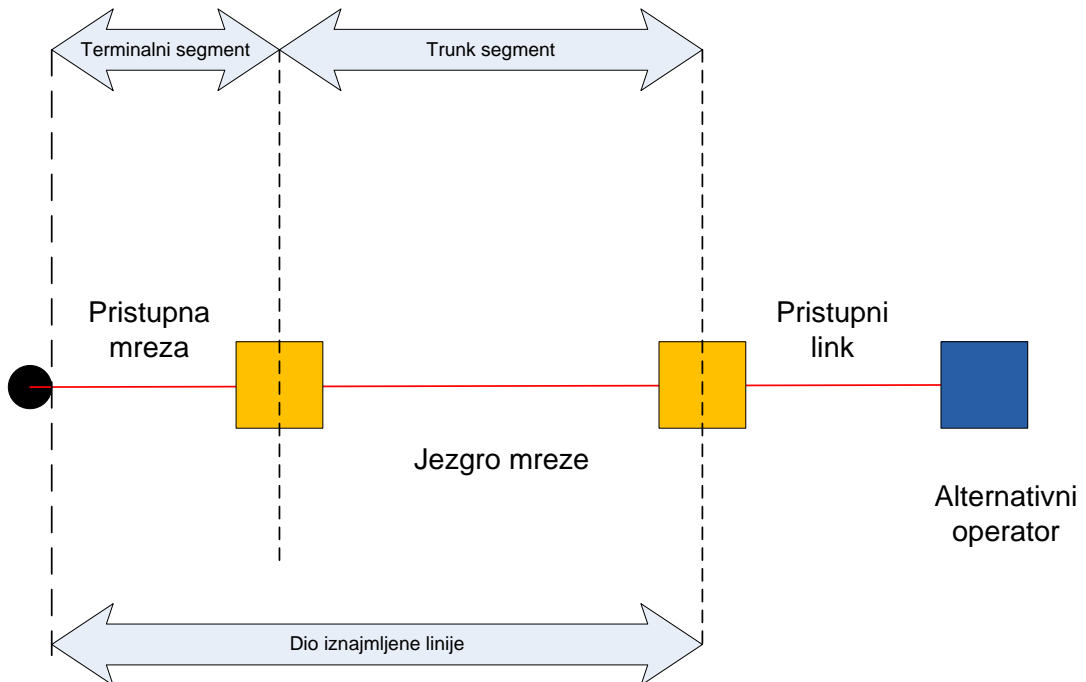 Terminalni segment
Trunk segment
Pristupna
mreza
Pristupni
link
Jezgro mreze
Alternativni
operator
Dio iznajmljene linije